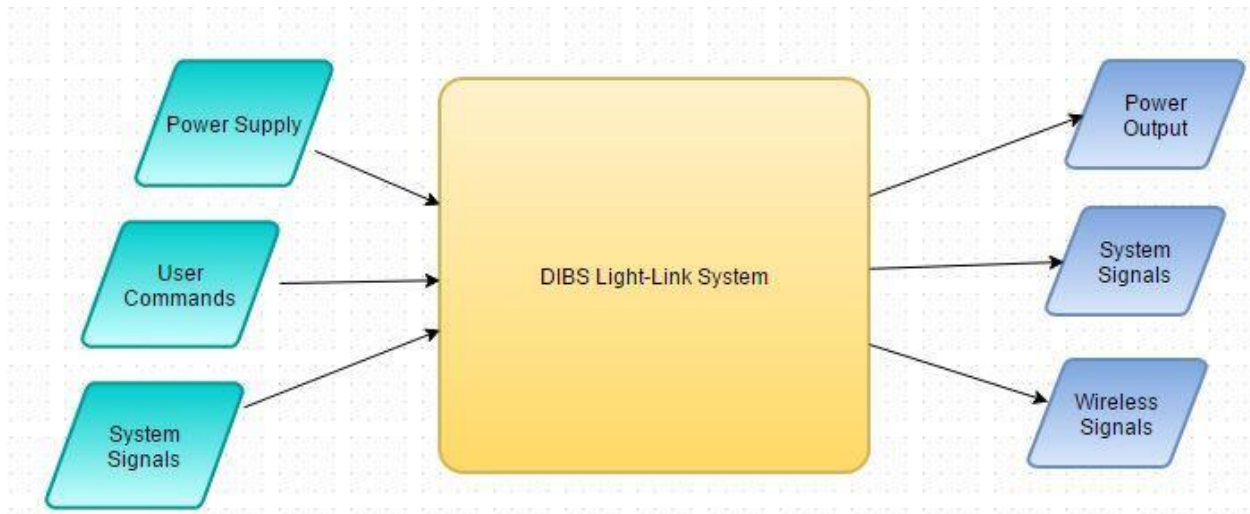 Power Supply
User
Commands
System
Signals
DIBS Light-Link System
Power
Output
System
Signals
Wireless
Signals